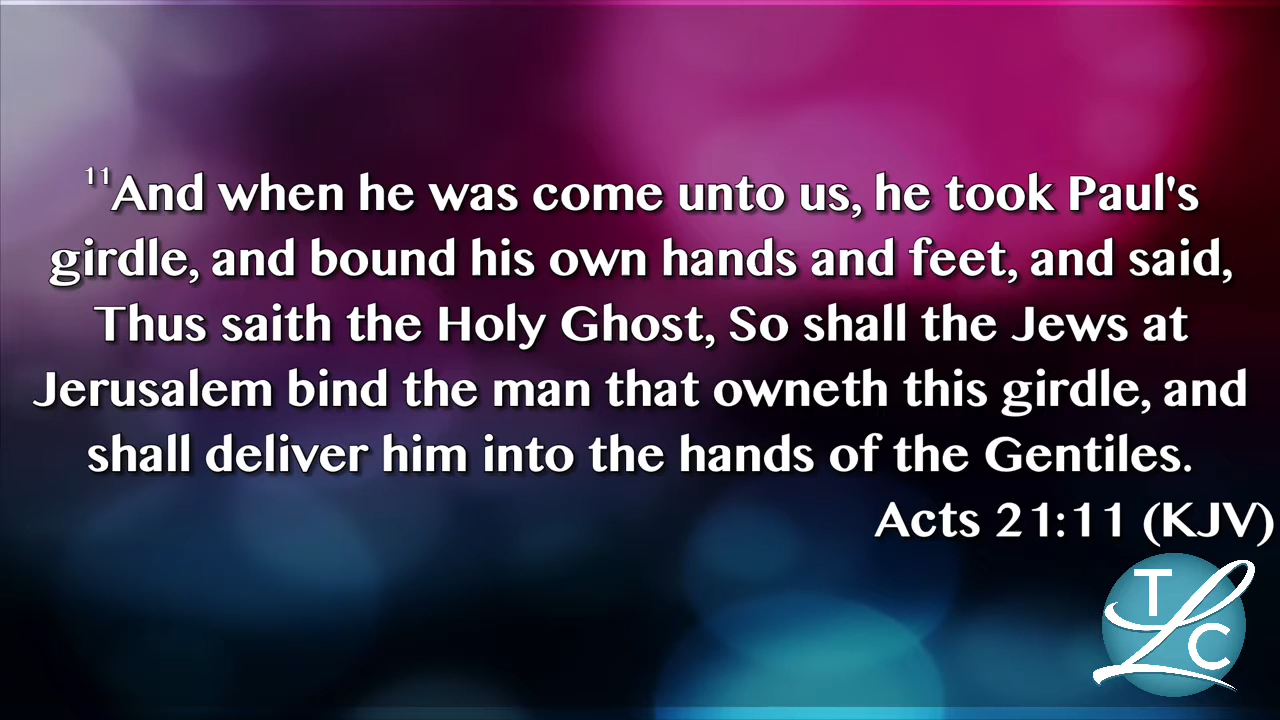 11And when he was come unto us, he took Paul's
girdle, and bound his own hands and feet, and said,
Thus saith the Holy Ghost, So shall the Jews at
Jerusalem bind the man that owneth this girdle, and
shall deliver him into the hands of the Gentiles.
Acts 21:11 (KJV)
TLC